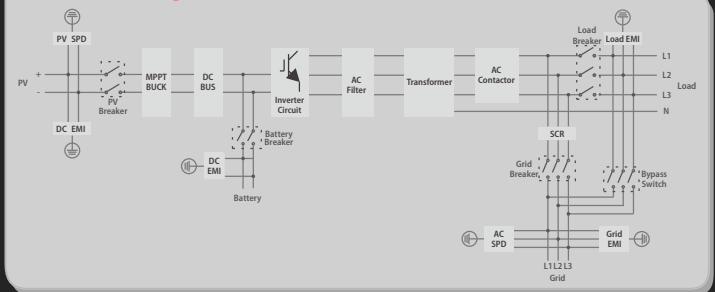 PV SPD
Load
Breaker
Load EMI
PV
+
-
PV
Breaker
MPPT
BUCK
DC
BUS
Inverter
Circuit
AC
Filter
Transformer
AC
Contactor
L1
L2
L3
N
Load
DC EMI
Battery
Breaker
DC
EMI
Battery
SCR
Grid
Breaker
Bypass
Switch
AC
SPD
Grid
EMI
L1 L2 L3
Grid